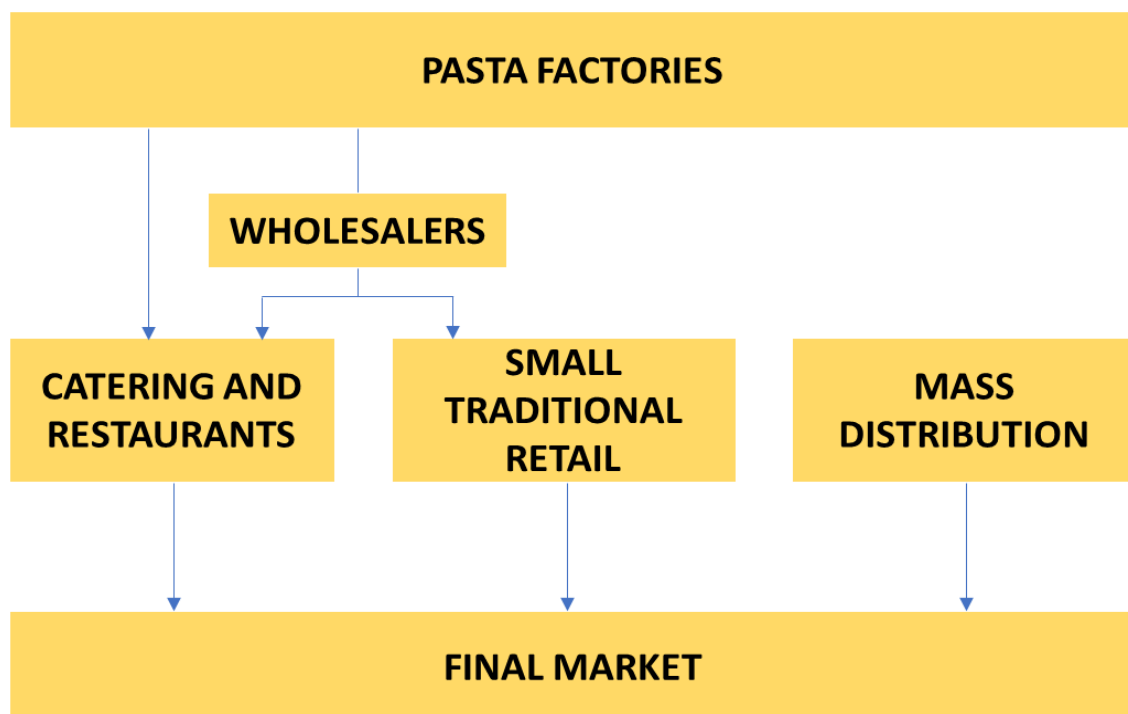 PASTA FACTORIES
WHOLESALERS
CATERING AND
RESTAURANTS
SMALL
TRADITIONAL
RETAIL
MASS
DISTRIBUTION
FINAL MARKET